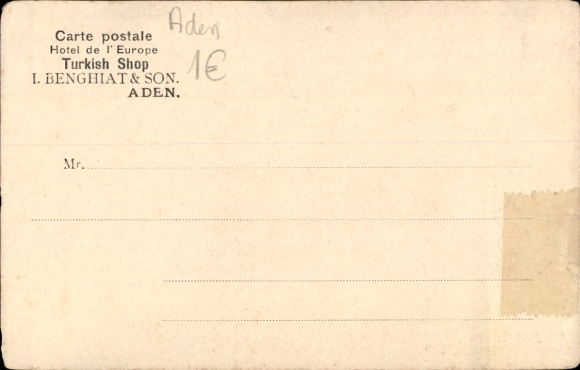 Carte postale
Hotel de l'Europe
Turkish Shop
I. BENGHIAT & SON.
ADEN.
Aden
1€
Mr.